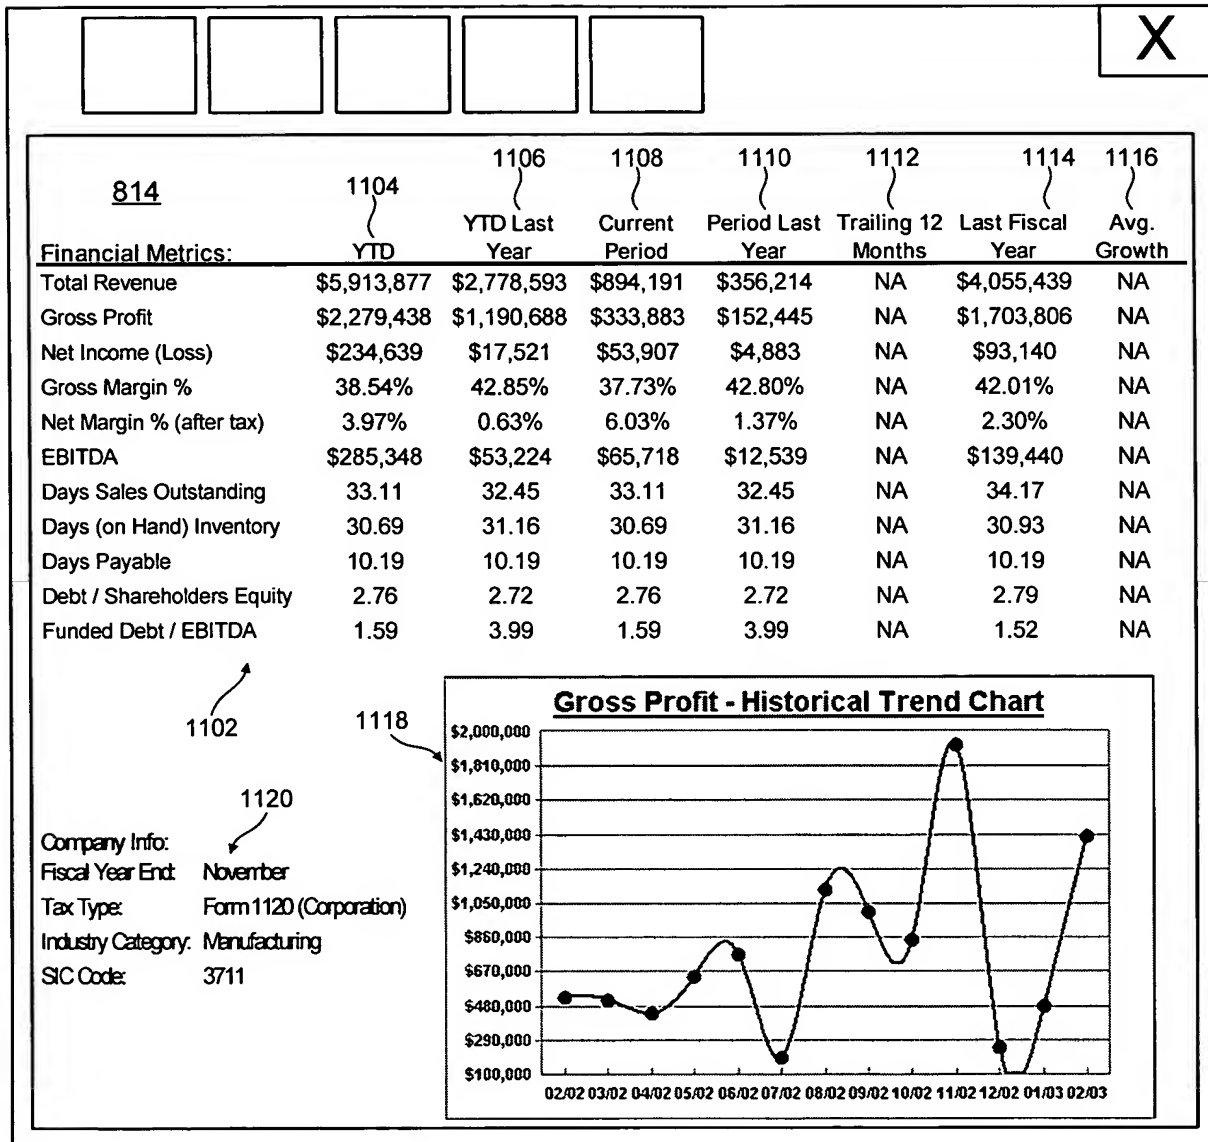 X
1106 1108 1110 1112 1114 1116
814 1104
YTD Last Current Period Last Trailing 12 Last Fiscal Avg.
Financial Metrics: YTD Year Period Year Months Year Growth
Total Revenue $5,913,877 $2,778,593 $894,191 $356,214 NA $4,055,439 NA
Gross Profit $2,279,438 $1,190,688 $333,883 $152,445 NA $1,703,806 NA
Net Income (Loss) $234,639 $17,521 $53,907 $4,883 NA $93,140 NA
Gross Margin % 38.54% 42.85% 37.73% 42.80% NA 42.01% NA
Net Margin % (after tax) 3.97% 0.63% 6.03% 1.37% NA 2.30% NA
EBITDA $285,348 $53,224 $65,718 $12,539 NA $139,440 NA
Days Sales Outstanding 33.11 32.45 33.11 32.45 NA 34.17 NA
Days (on Hand) Inventory 30.69 31.16 30.69 31.16 NA 30.93 NA
Days Payable 10.19 10.19 10.19 10.19 NA 10.19 NA
Debt / Shareholders Equity 2.76 2.72 2.76 2.72 NA 2.79 NA
Funded Debt / EBITDA 1.59 3.99 1.59 3.99 NA 1.52 NA
1102
1118
Gross Profit - Historical Trend Chart
$2,000,000
$1,810,000
$1,620,000
$1,430,000
$1,240,000
$1,050,000
$860,000
$670,000
$480,000
$290,000
$100,000
02/02 03/02 04/02 05/02 06/02 07/02 08/02 09/02 10/02 11/02 12/02 01/03 02/03
1120
Company Info:
Fiscal Year End: November
Tax Type: Form 1120 (Corporation)
Industry Category: Manufacturing
SIC Code: 3711